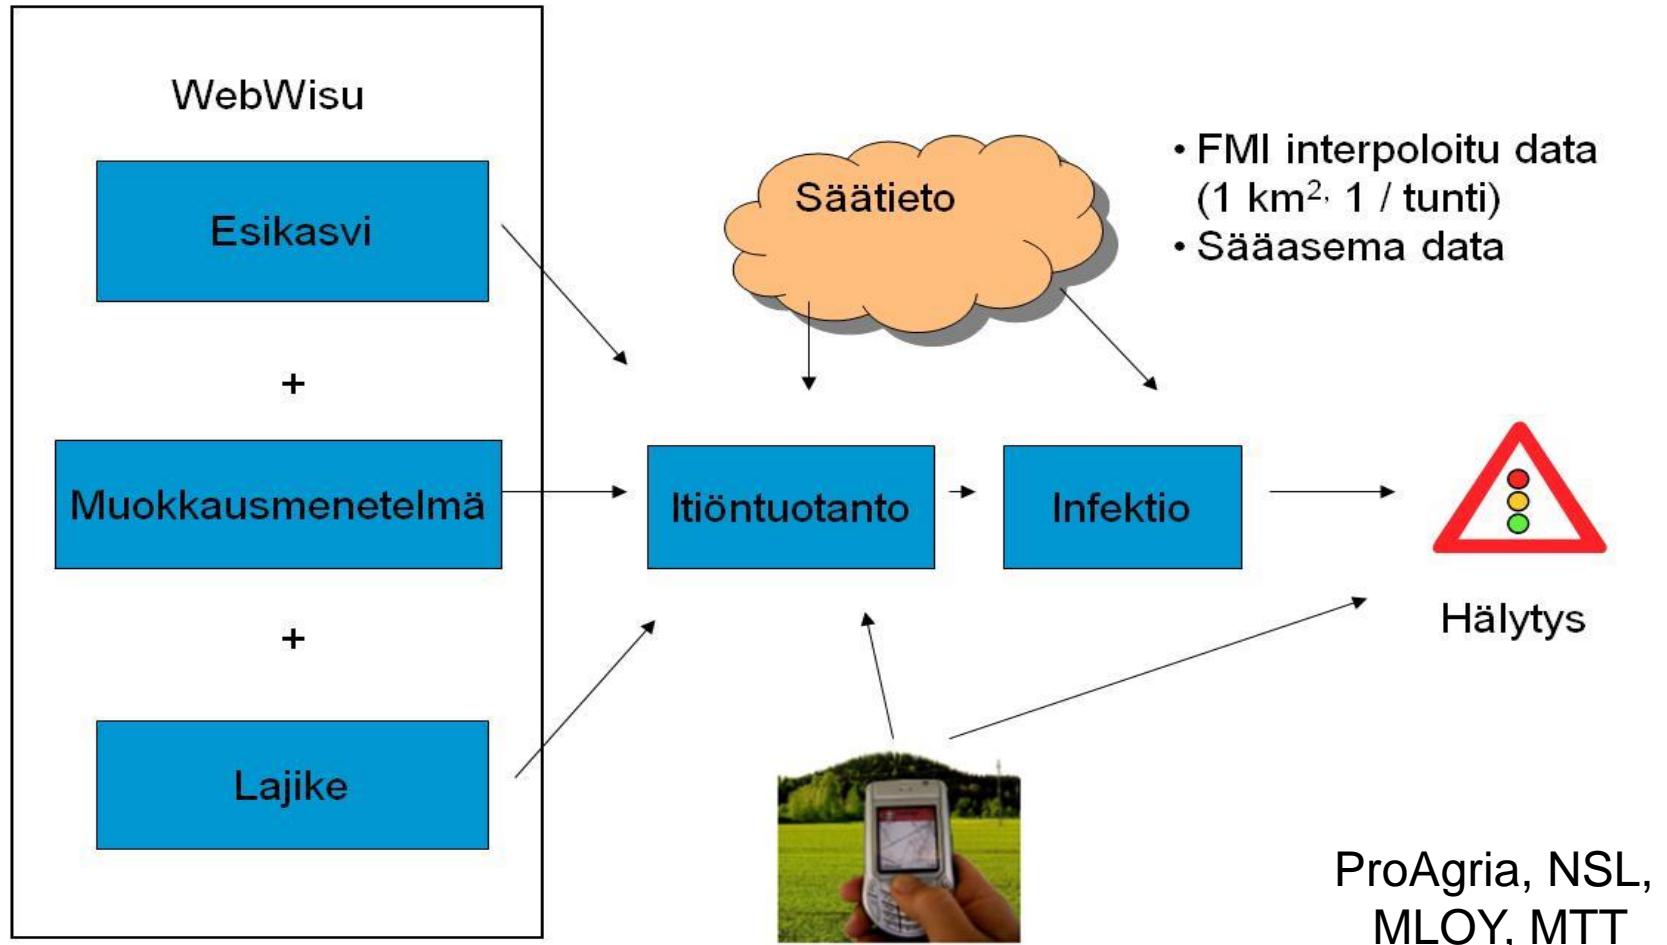 WebWisu
Esikasvi
+
Muokkausmenetelmä
+
Lajike
Säätieto
• FMI interpoloitu data
(1 km², 1 / tunti)
• Sääasema data
Itiöntuotanto
Infektio
Hälytys
ProAgria, NSL,
MLOY, MTT